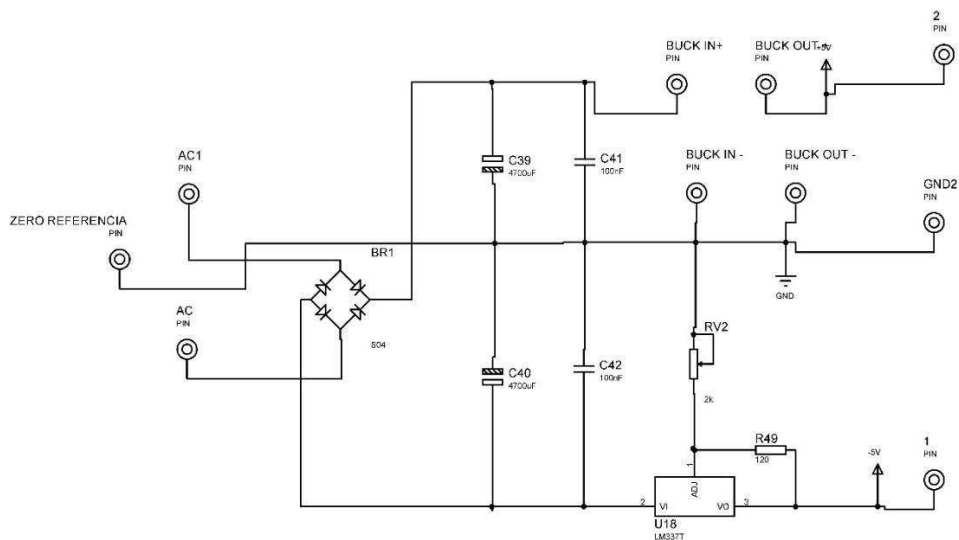 2
PIN
BUCK IN+
PIN
BUCK OUT +
PIN
+5V
AC1
PIN
C39
4700uF
C41
100nF
BUCK IN -
PIN
BUCK OUT -
PIN
GND2
PIN
ZERO REFERENCIA
PIN
BR1
GND
AC
PIN
S04
RV2
2k
C40
4700uF
C42
100nF
R49
120
-5V
1
PIN
1
ADJ
2
VI
VO
3
U18
LM337T